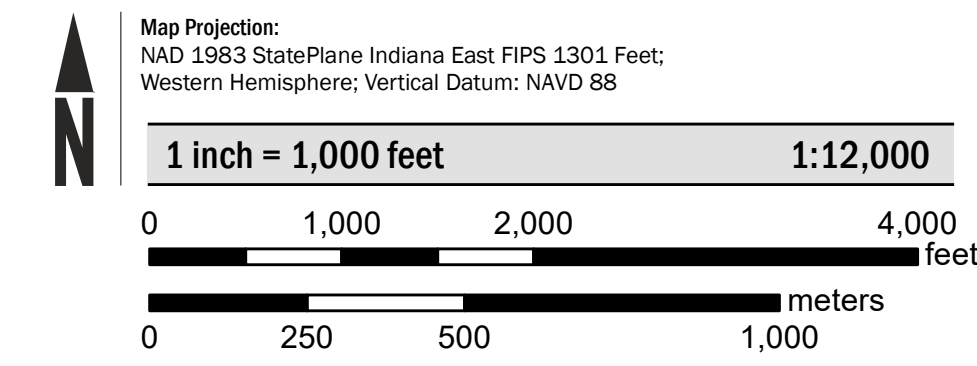 Map Projection:
NAD 1983 StatePlane Indiana East FIPS 1301 Feet;
Western Hemisphere; Vertical Datum: NAVD 88
N
1 inch = 1,000 feet 1:12,000
0 1,000 2,000 4,000
feet
meters
0 250 500 1,000